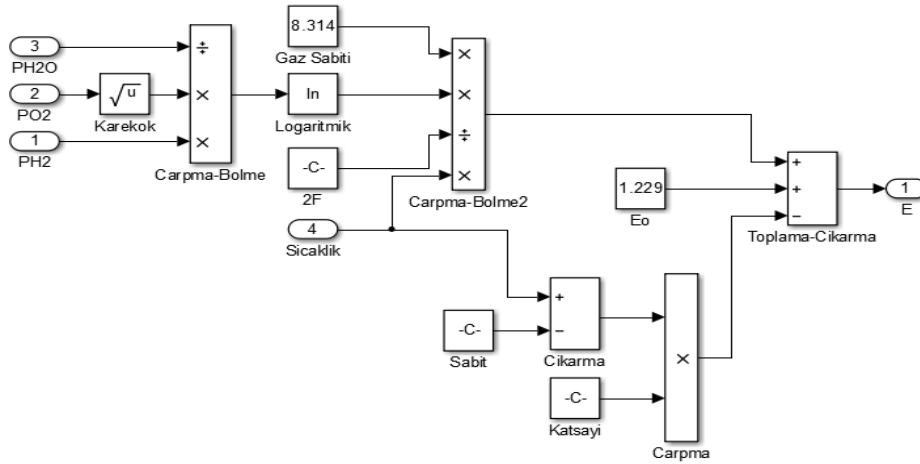 3
PH2O
÷
×
×
Carpma-Bolme
2
PO2
√u
Karekok
1
PH2
8.314
Gaz Sabiti
ln
Logaritmik
-C-
2F
4
Sicaklik
×
×
÷
×
Carpma-Bolme2
1.229
Eo
+
+
−
Toplama-Cikarma
1
E
-C-
Sabit
+
−
Cikarma
-C-
Katsayi
×
Carpma